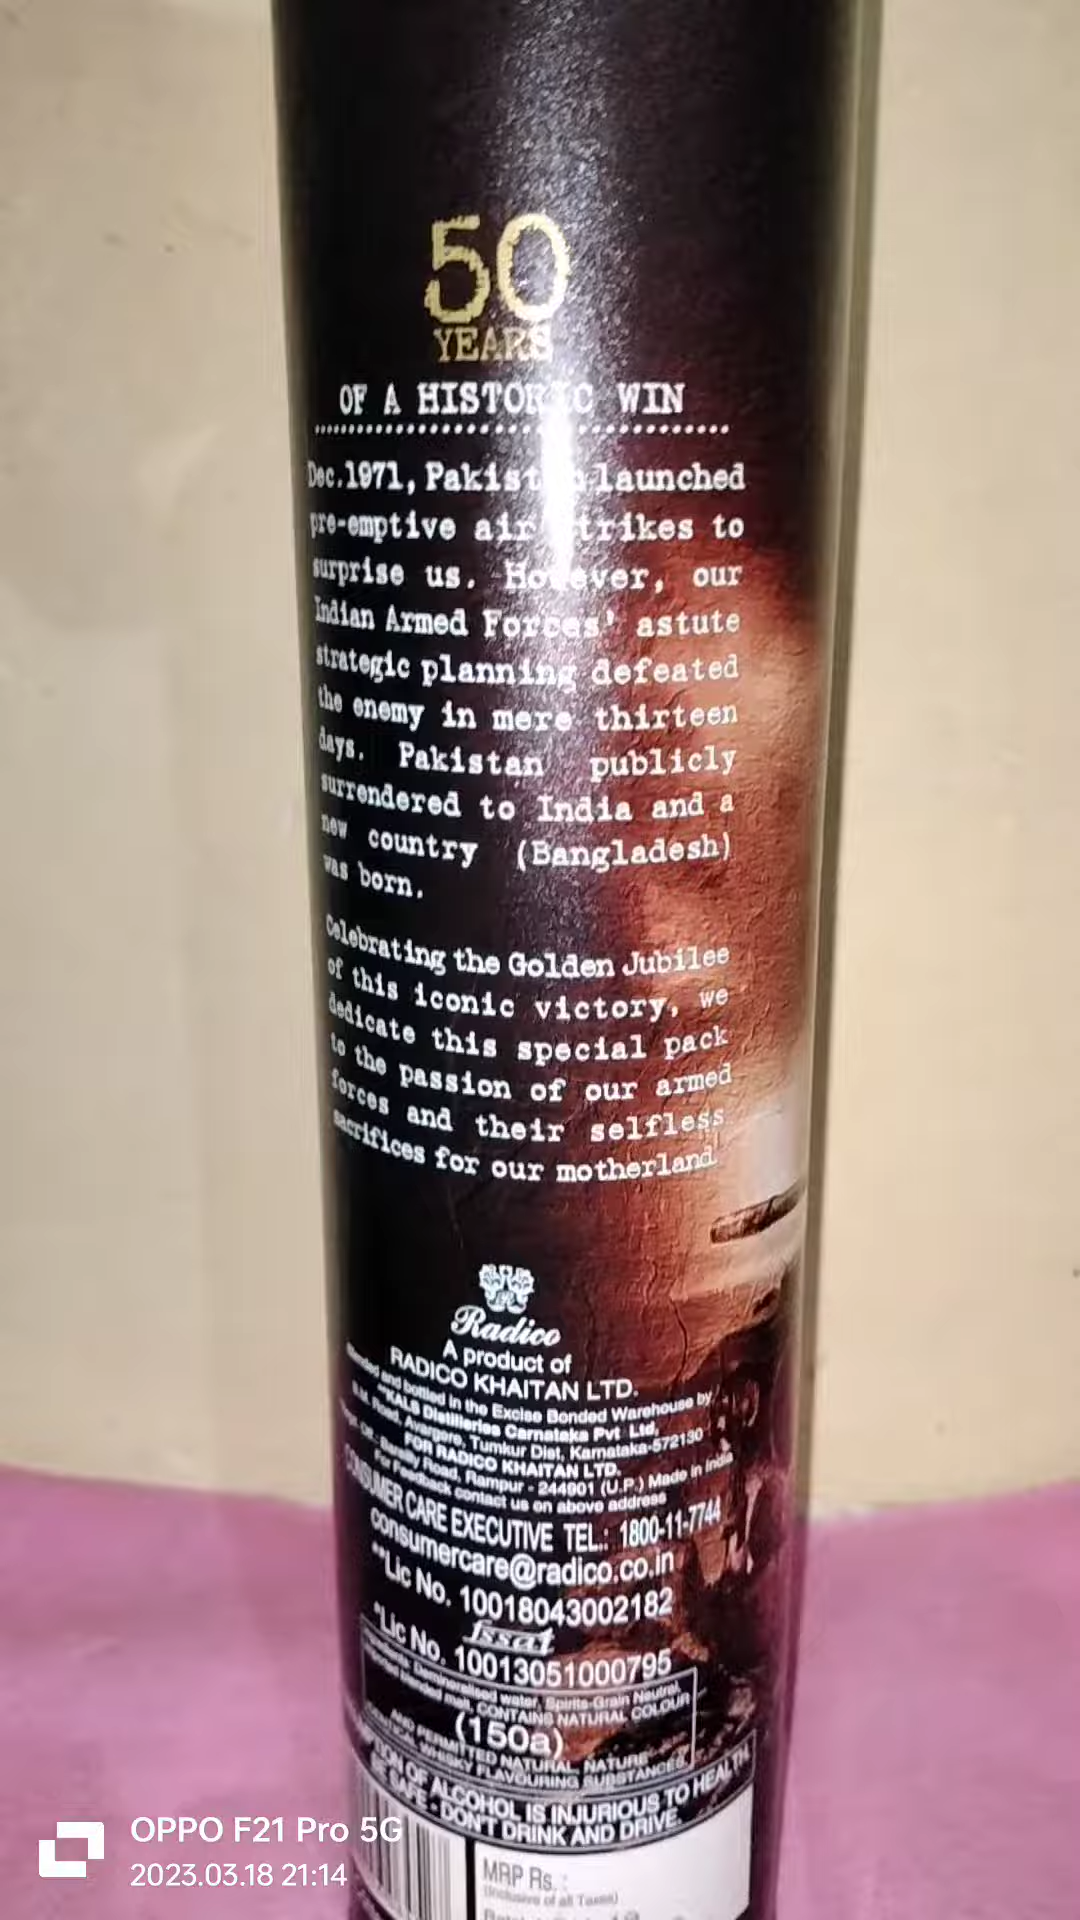 50
YEARS
OF A HISTORIC WIN
Dec.1971, Pakistan launched
pre-emptive air strikes to
surprise us. However, our
Indian Armed Forces' astute
strategic planning defeated
the enemy in mere thirteen
days. Pakistan publicly
surrendered to India and a
new country (Bangladesh)
was born.
Celebrating the Golden Jubilee
of this iconic victory, we
dedicate this special pack
to the passion of our armed
forces and their selfless
sacrifices for our motherland
Radico
A product of
RADICO KHAITAN LTD.
Blended and bottled in the Excise Bonded Warehouse by
**KALS Distilleries Carnataka Pvt Ltd,
B.M. Road, Avargere, Tumkur Dist, Karnataka-572130
FOR RADICO KHAITAN LTD.
Bareilly Road, Rampur - 244901 (U.P.) Made in India
For Feedback contact us on above address
CONSUMER CARE EXECUTIVE TEL.: 1800-11-7744
consumercare@radico.co.in
**Lic No. 10018043002182
fssai
*Lic No. 10013051000795
Ingredients: Demineralised water, Spirits-Grain Neutral,
blended malt, CONTAINS NATURAL COLOUR
(150a)
AND PERMITTED NATURAL, NATURE
IDENTICAL WHISKY FLAVOURING SUBSTANCES
OF ALCOHOL IS INJURIOUS TO HEALTH.
BE SAFE - DON'T DRINK AND DRIVE.
MRP Rs. :
(Inclusive of all Taxes)
OPPO F21 Pro 5G
2023.03.18 21:14